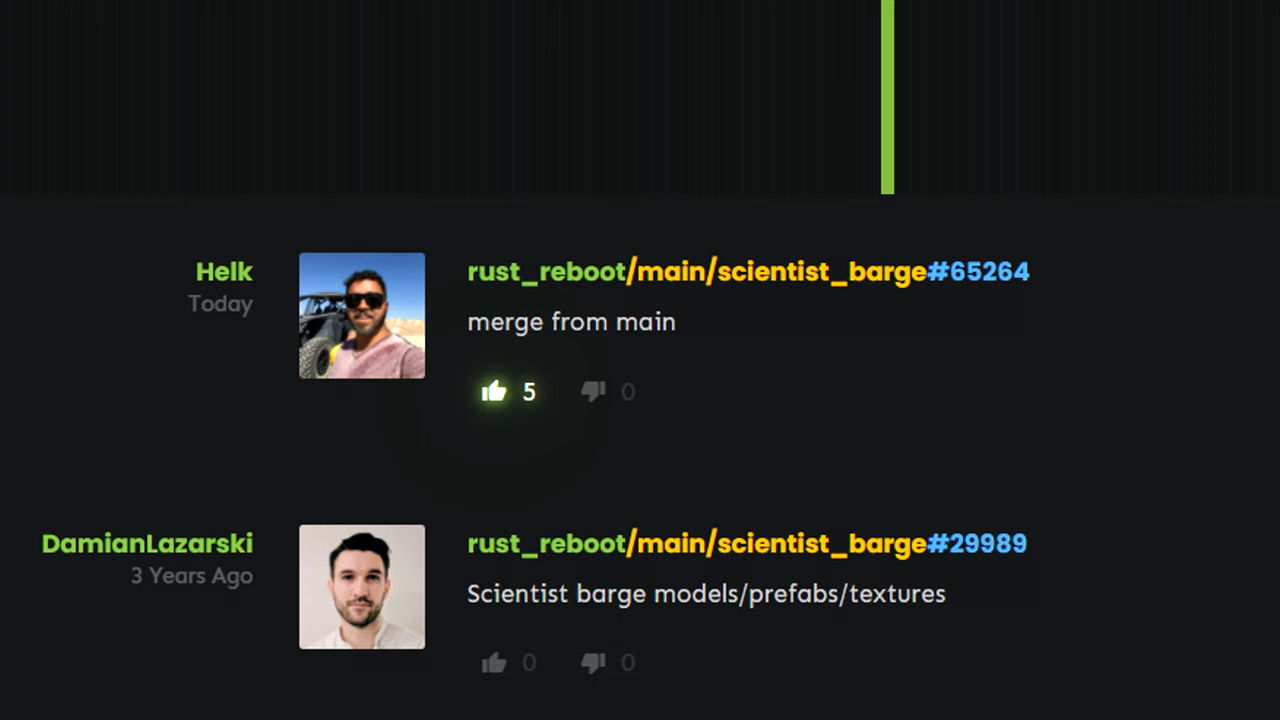 Helk
Today
rust_reboot/main/scientist_barge#65264
merge from main
5 0
DamianLazarski
3 Years Ago
rust_reboot/main/scientist_barge#29989
Scientist barge models/prefabs/textures
0 0